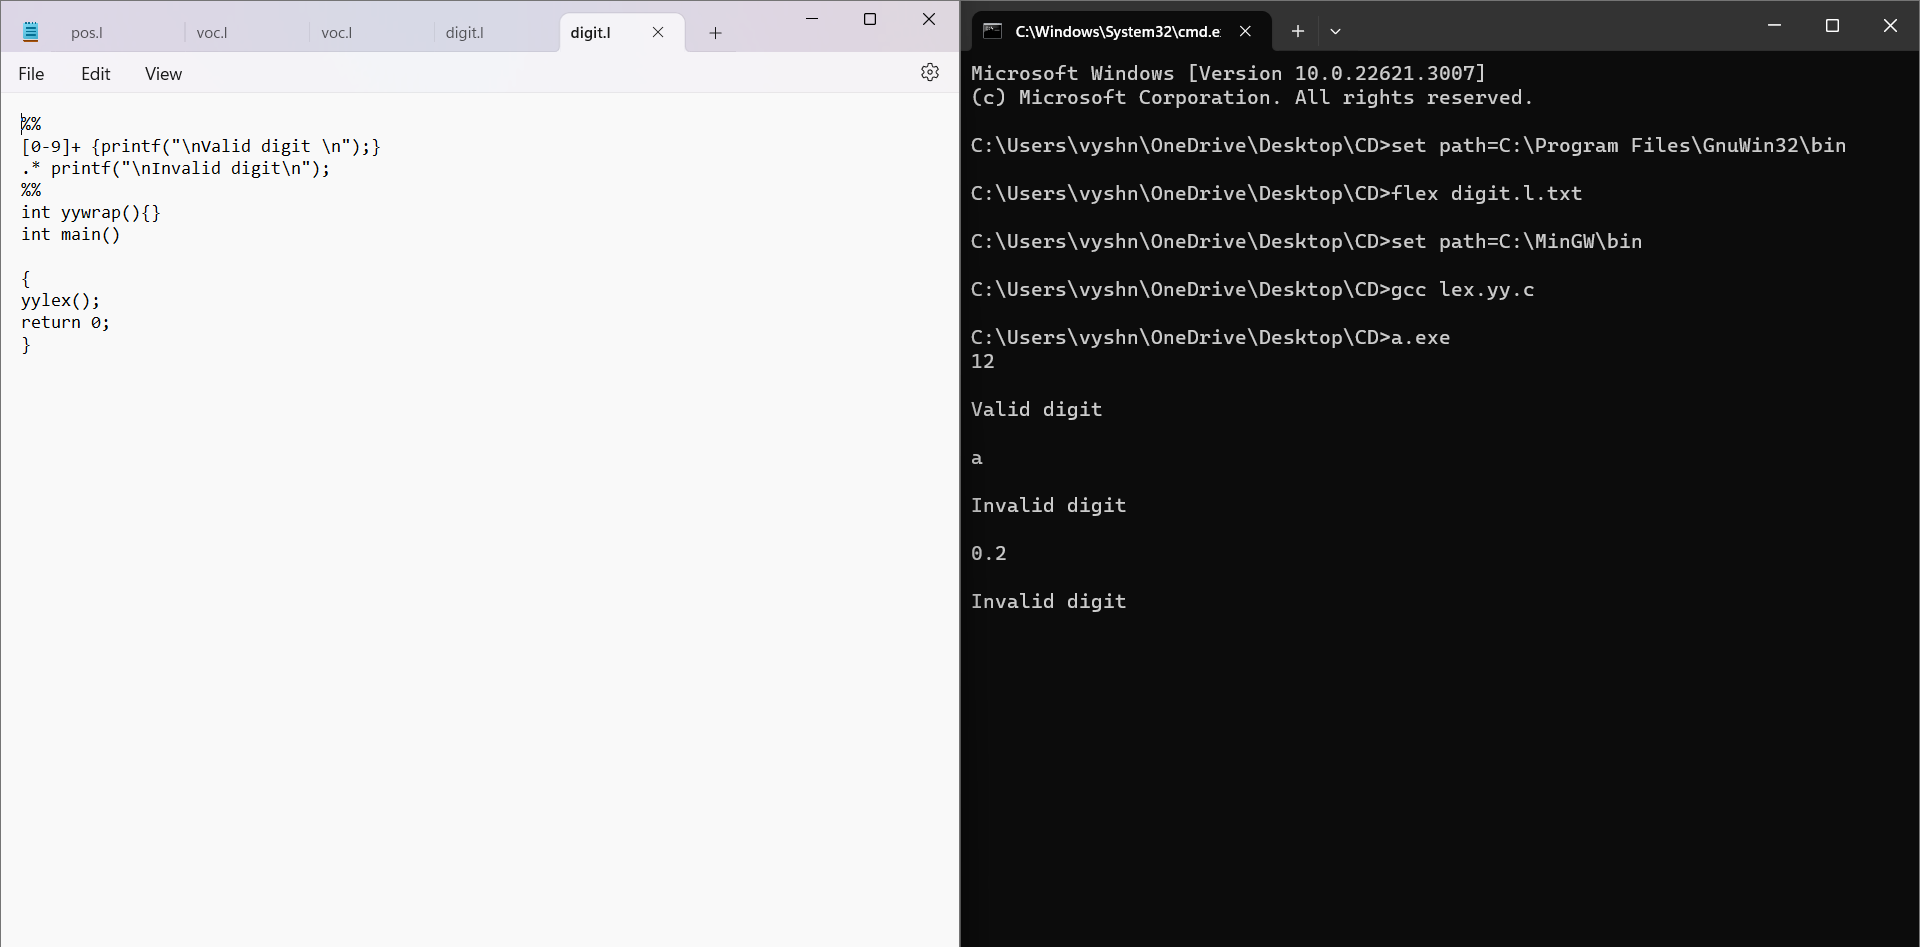 pos.l
voc.l
voc.l
digit.l
digit.l
File
Edit
View
%%
[0-9]+ {printf("\nValid digit \n");}
.* printf("\nInvalid digit\n");
%%
int yywrap(){}
int main()
{
yylex();
return 0;
}
C:\Windows\System32\cmd.e
Microsoft Windows [Version 10.0.22621.3007]
(c) Microsoft Corporation. All rights reserved.
C:\Users\vyshn\OneDrive\Desktop\CD>set path=C:\Program Files\GnuWin32\bin
C:\Users\vyshn\OneDrive\Desktop\CD>flex digit.l.txt
C:\Users\vyshn\OneDrive\Desktop\CD>set path=C:\MinGW\bin
C:\Users\vyshn\OneDrive\Desktop\CD>gcc lex.yy.c
C:\Users\vyshn\OneDrive\Desktop\CD>a.exe
12
Valid digit
a
Invalid digit
0.2
Invalid digit